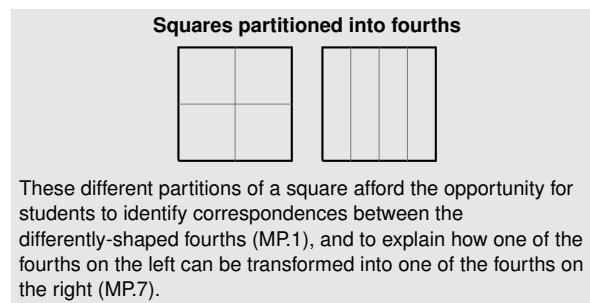 Squares partitioned into fourths
These different partitions of a square afford the opportunity for
students to identify correspondences between the
differently-shaped fourths (MP.1), and to explain how one of the
fourths on the left can be transformed into one of the fourths on
the right (MP.7).